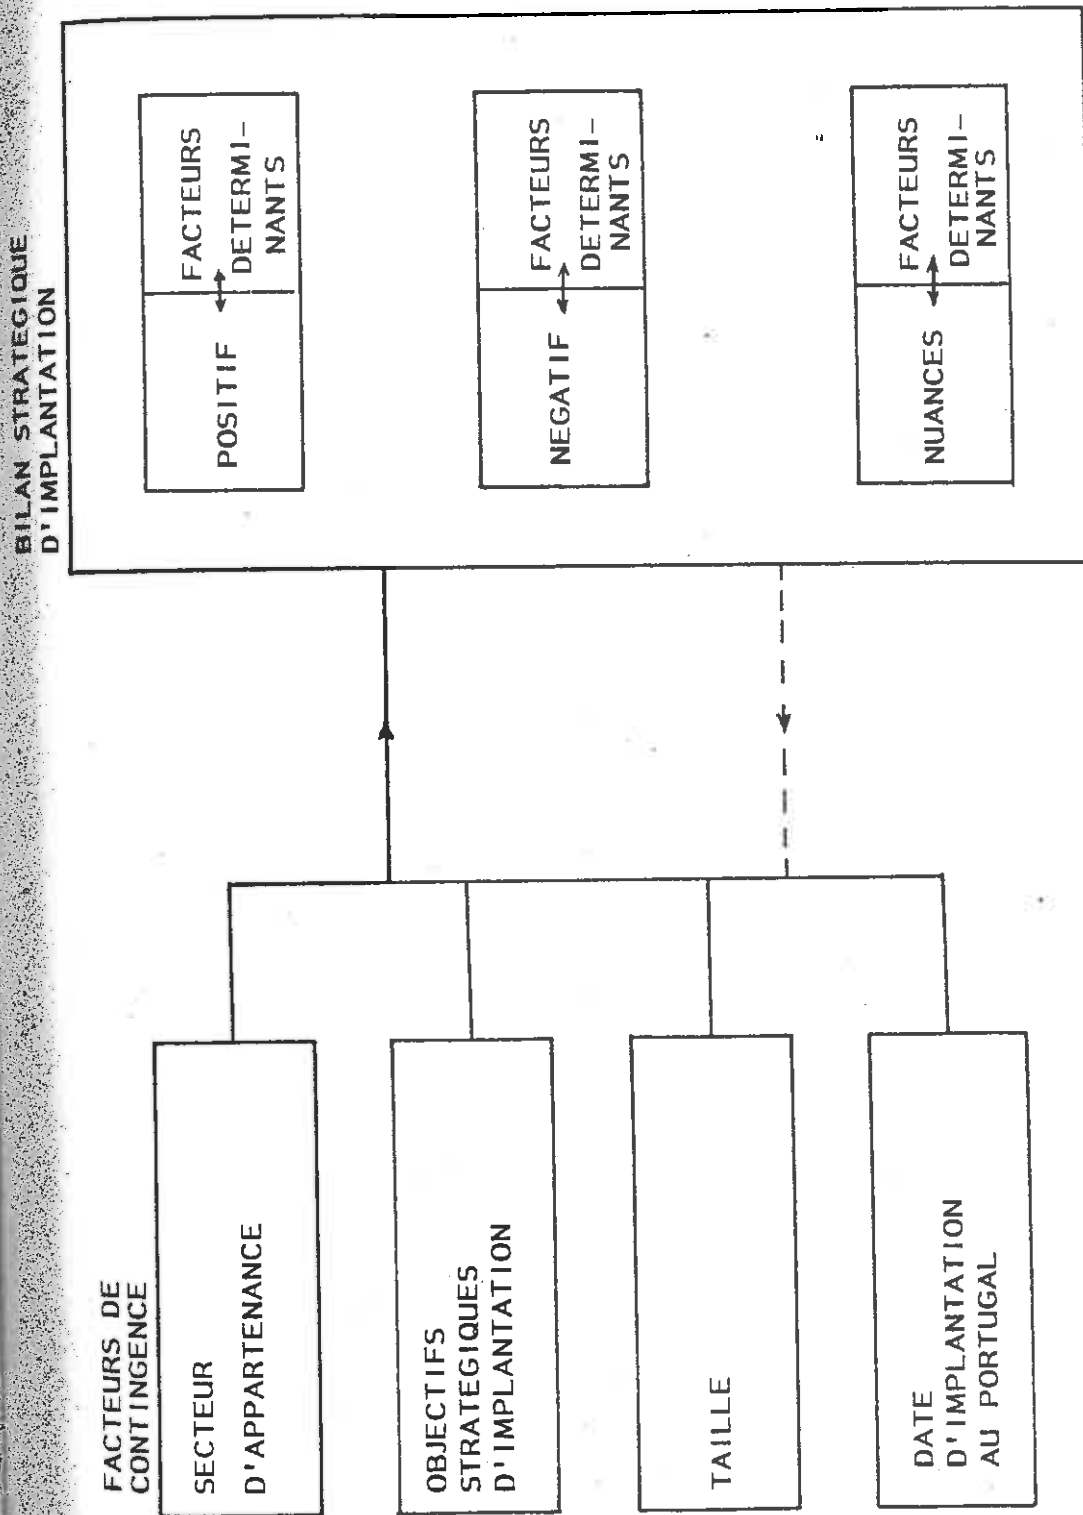 FACTEURS DE
CONTINGENCE
SECTEUR
D'APPARTENANCE
OBJECTIFS
STRATEGIQUES
D'IMPLANTATION
TAILLE
DATE
D'IMPLANTATION
AU PORTUGAL
BILAN STRATEGIQUE
D'IMPLANTATION
POSITIF
FACTEURS
DETERMI-
NANTS
NEGATIF
FACTEURS
DETERMI-
NANTS
NUANCES
FACTEURS
DETERMI-
NANTS